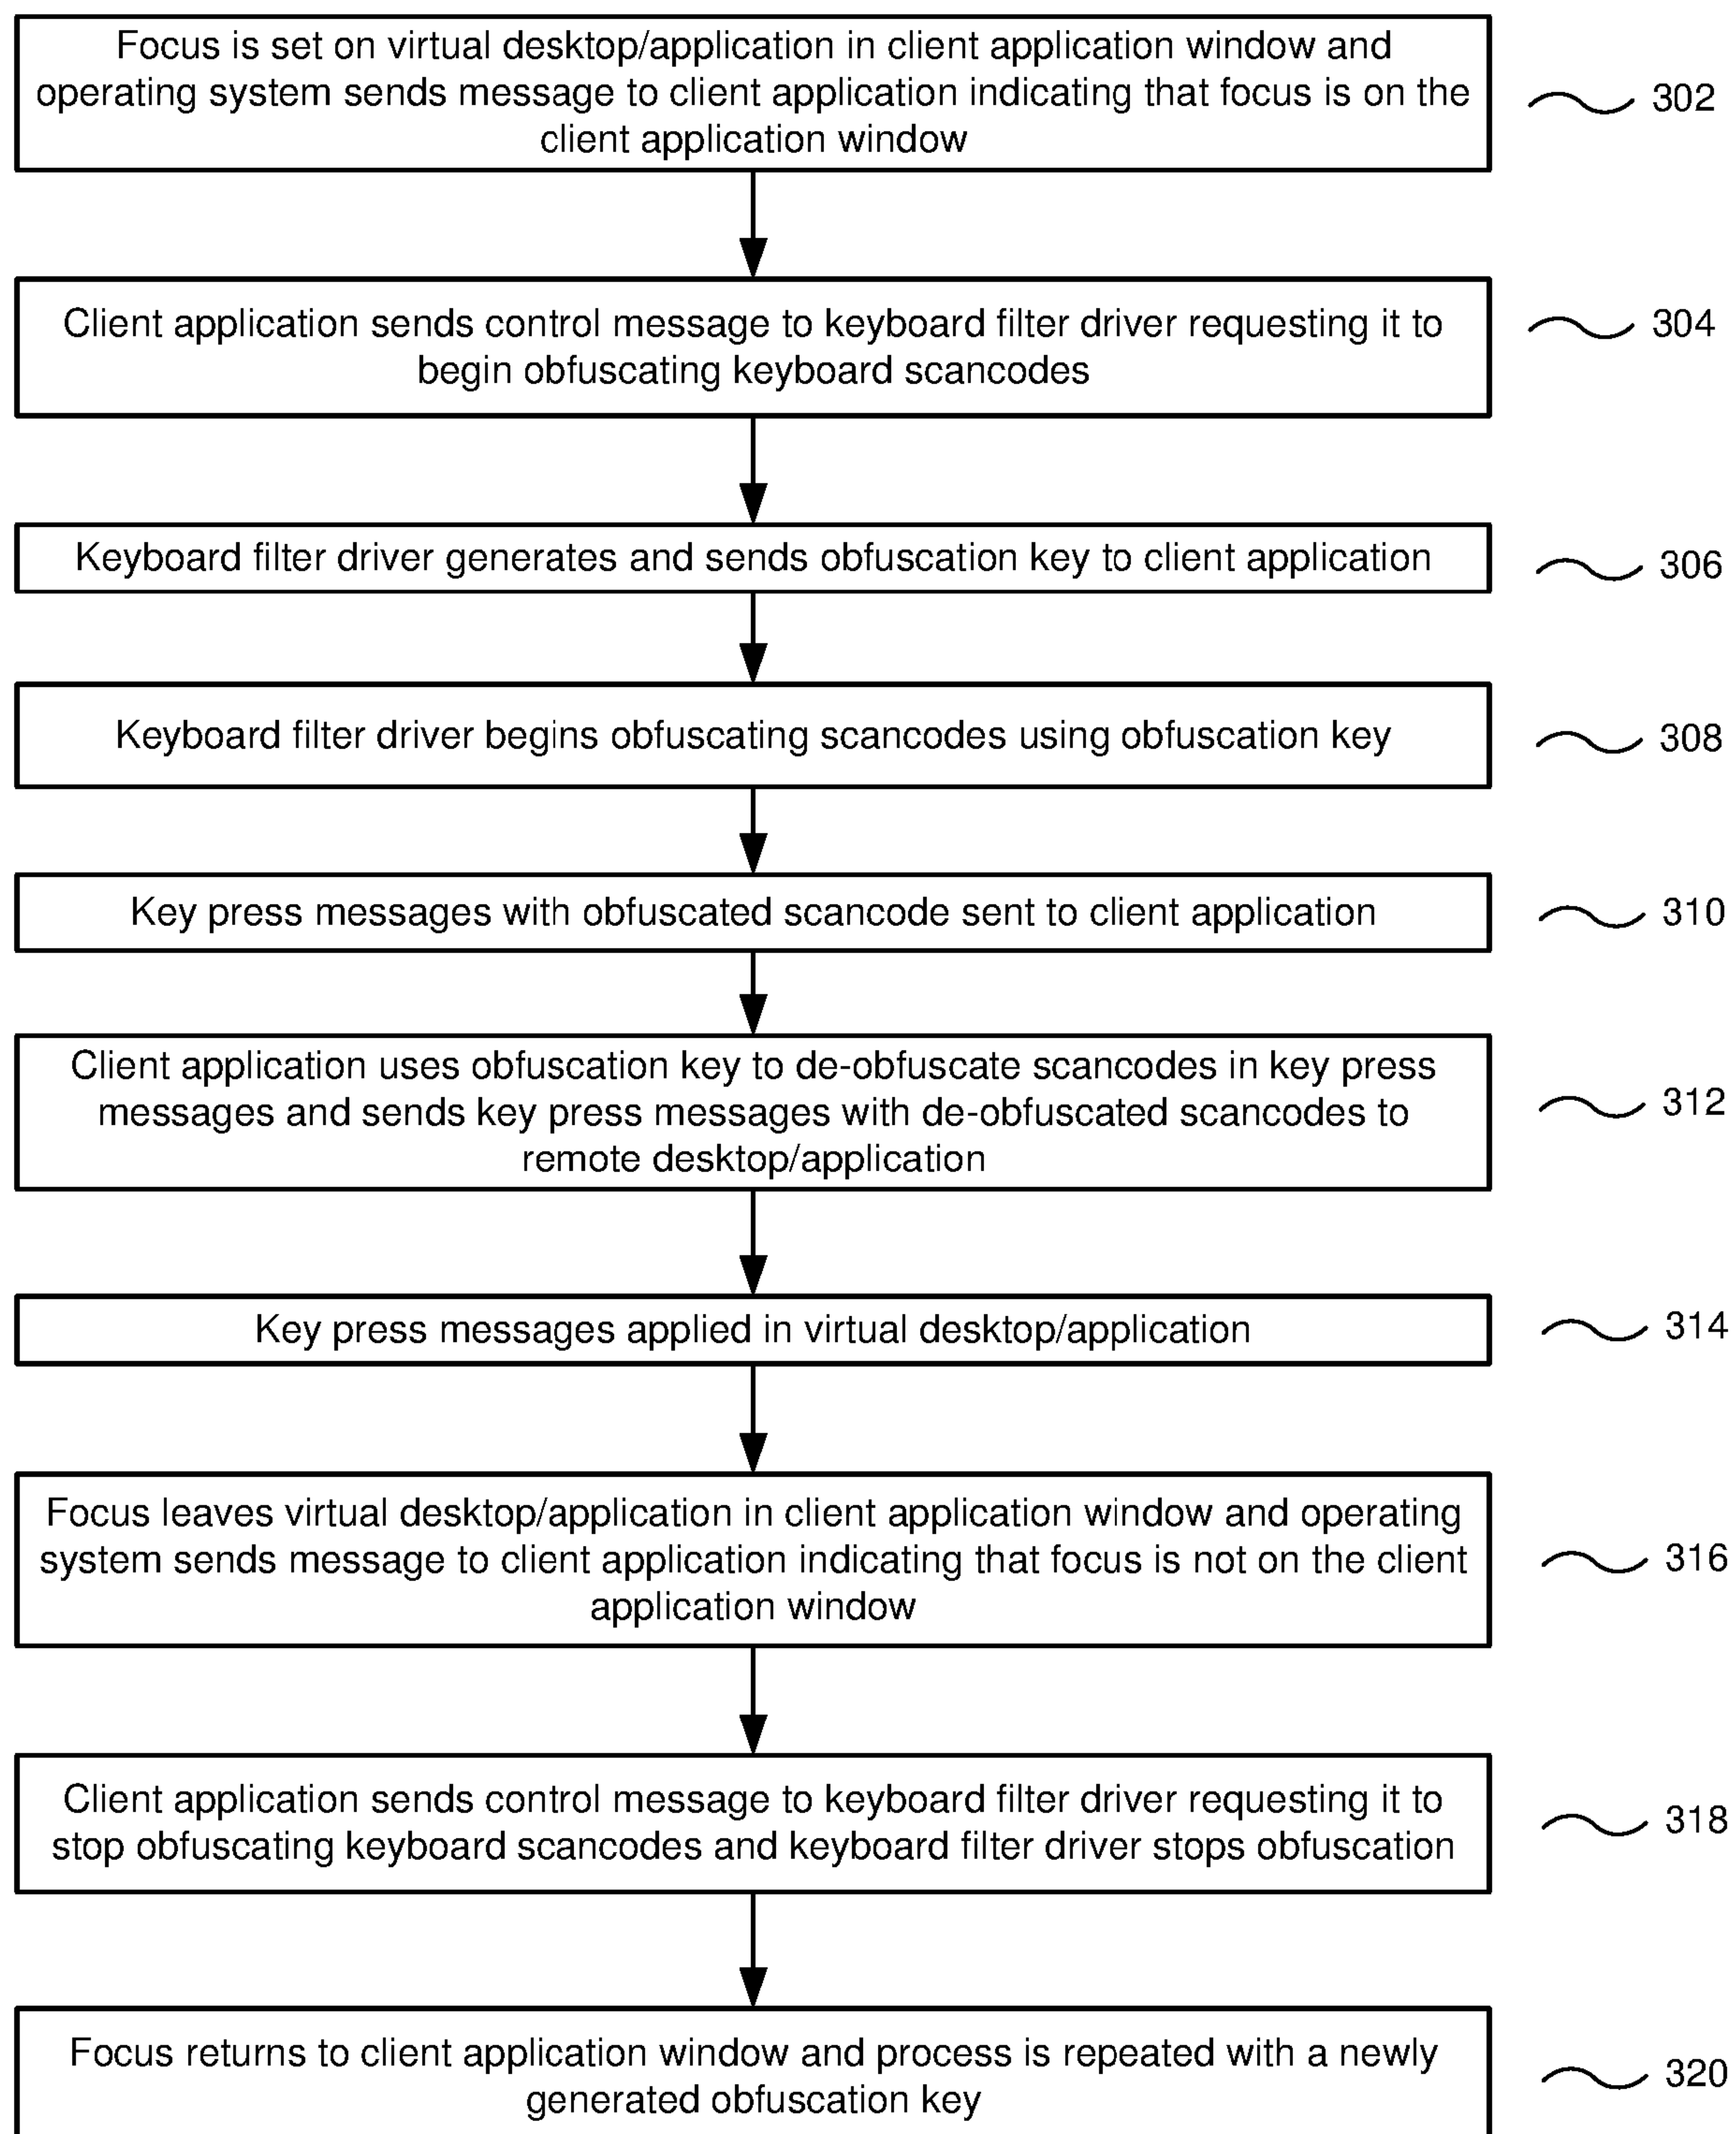 Focus is set on virtual desktop/application in client application window and
operating system sends message to client application indicating that focus is on the
client application window
302
Client application sends control message to keyboard filter driver requesting it to
begin obfuscating keyboard scancodes
304
Keyboard filter driver generates and sends obfuscation key to client application
306
Keyboard filter driver begins obfuscating scancodes using obfuscation key
308
Key press messages with obfuscated scancode sent to client application
310
Client application uses obfuscation key to de-obfuscate scancodes in key press
messages and sends key press messages with de-obfuscated scancodes to
remote desktop/application
312
Key press messages applied in virtual desktop/application
314
Focus leaves virtual desktop/application in client application window and operating
system sends message to client application indicating that focus is not on the client
application window
316
Client application sends control message to keyboard filter driver requesting it to
stop obfuscating keyboard scancodes and keyboard filter driver stops obfuscation
318
Focus returns to client application window and process is repeated with a newly
generated obfuscation key
320